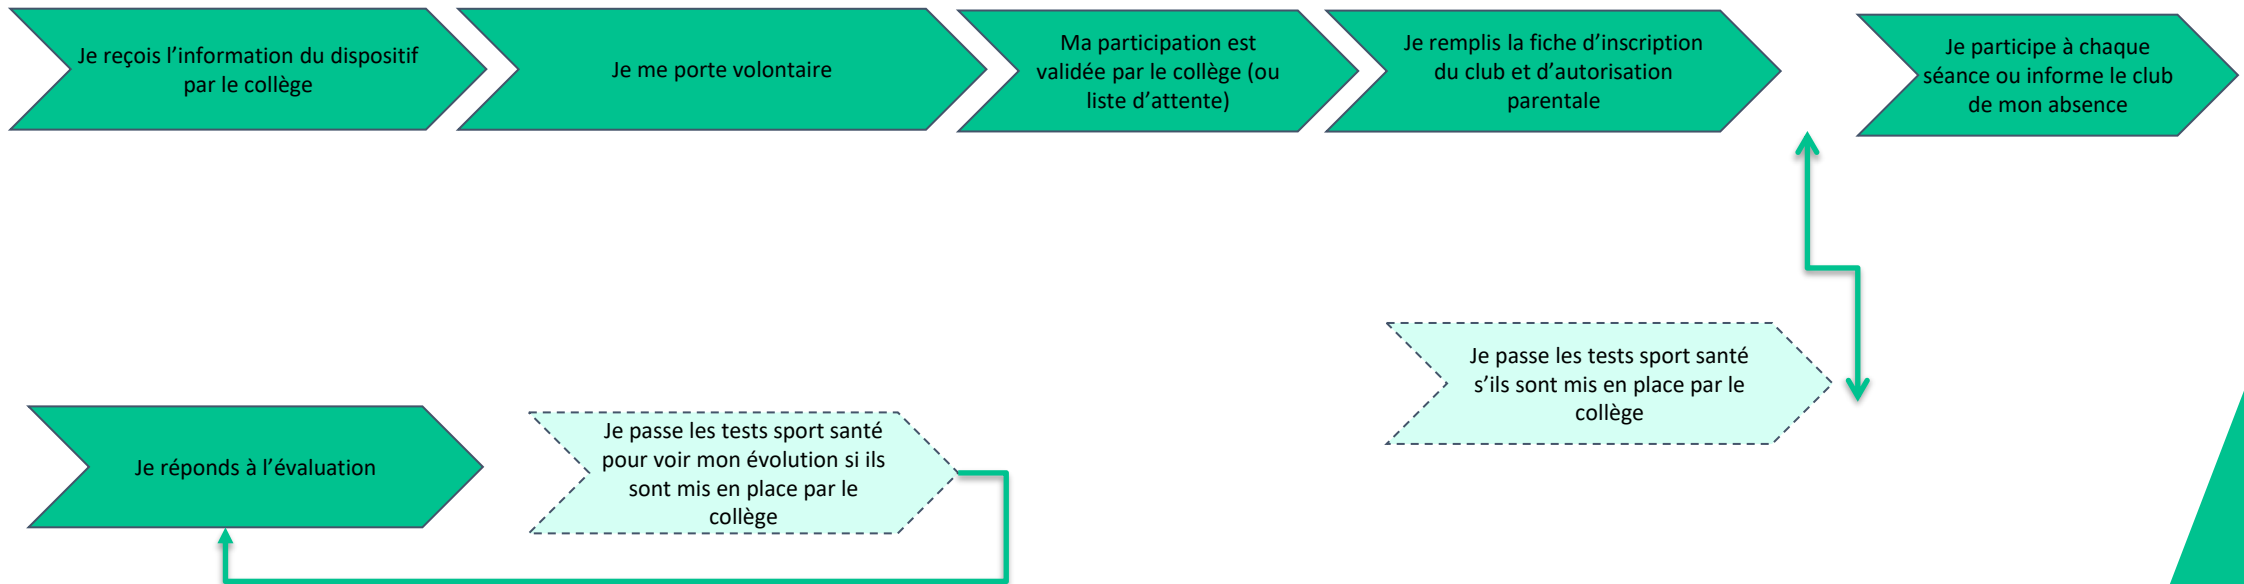 Je reçois l’information du dispositif
par le collège
Je me porte volontaire
Ma participation est
validée par le collège (ou
liste d’attente)
Je remplis la fiche d’inscription
du club et d’autorisation
parentale
Je participe à chaque
séance ou informe le club
de mon absence
Je passe les tests sport santé
s’ils sont mis en place par le
collège
Je réponds à l’évaluation
Je passe les tests sport santé
pour voir mon évolution si ils
sont mis en place par le
collège